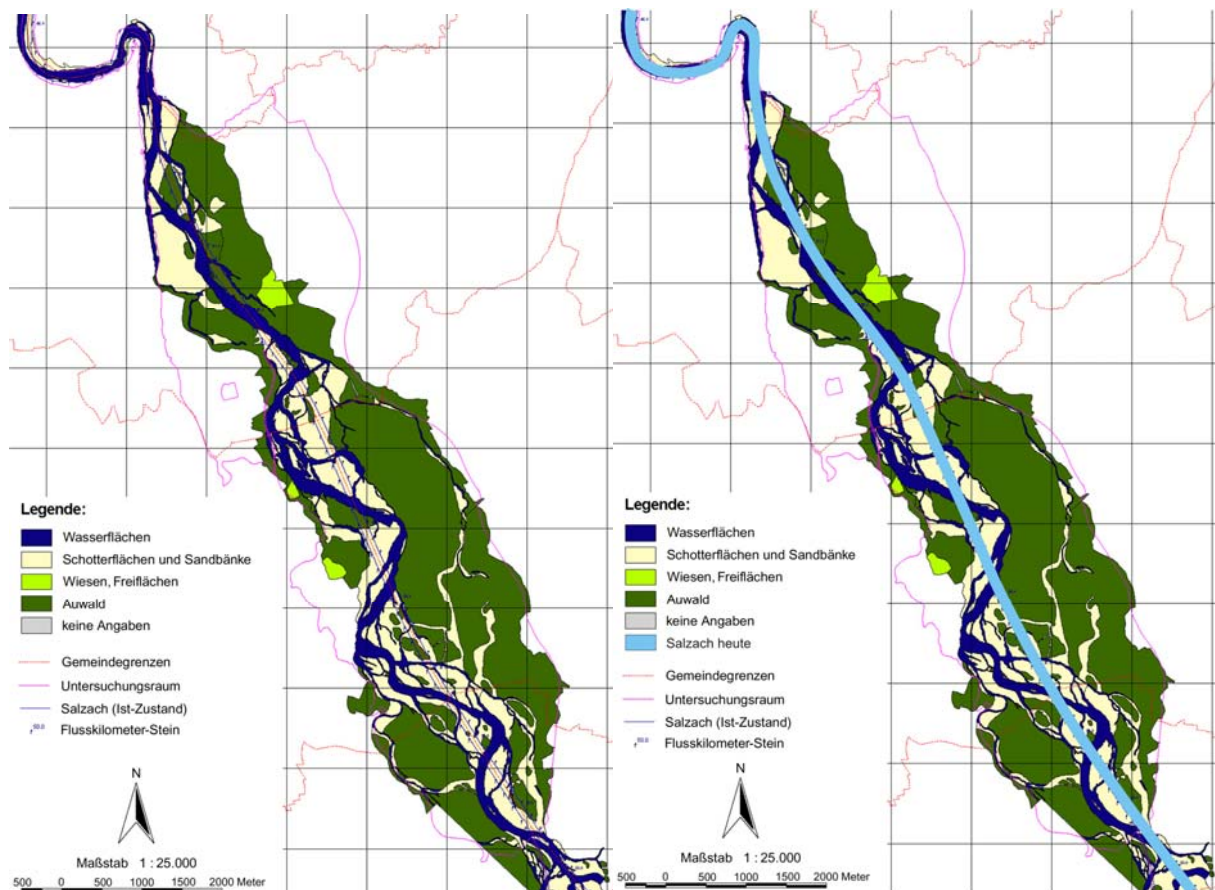 Legende:
Wasserflächen
Schotterflächen und Sandbänke
Wiesen, Freiflächen
Auwald
keine Angaben
Gemeindegrenzen
Untersuchungsraum
Salzach (Ist-Zustand)
Flusskilometer-Stein
N
Maßstab 1 : 25.000
500 0 500 1000 1500 2000 Meter
Legende:
Wasserflächen
Schotterflächen und Sandbänke
Wiesen, Freiflächen
Auwald
keine Angaben
Salzach heute
Gemeindegrenzen
Untersuchungsraum
Salzach (Ist-Zustand)
Flusskilometer-Stein
N
Maßstab 1 : 25.000
500 0 500 1000 1500 2000 Meter